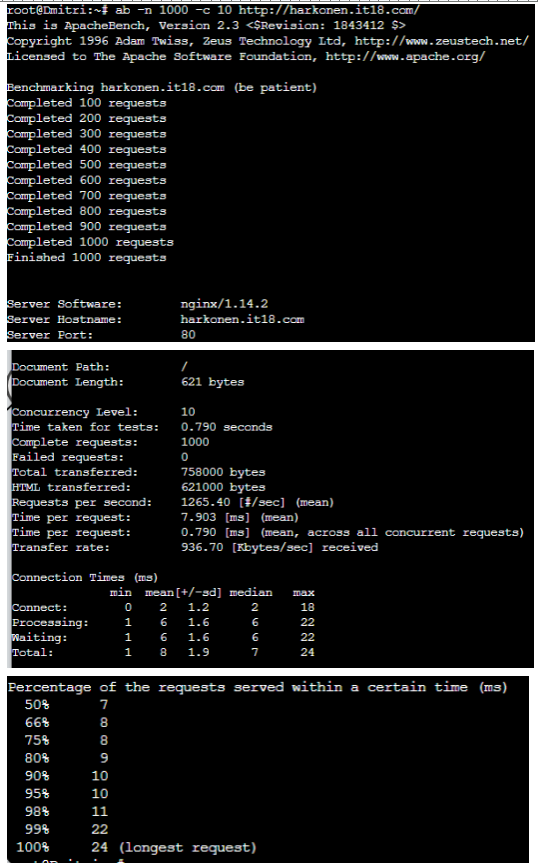 root@Dmitri:~# ab -n 1000 -c 10 http://harkonen.it18.com/
This is ApacheBench, Version 2.3 <$Revision: 1843412 $>
Copyright 1996 Adam Twiss, Zeus Technology Ltd, http://www.zeustech.net/
Licensed to The Apache Software Foundation, http://www.apache.org/

Benchmarking harkonen.it18.com (be patient)
Completed 100 requests
Completed 200 requests
Completed 300 requests
Completed 400 requests
Completed 500 requests
Completed 600 requests
Completed 700 requests
Completed 800 requests
Completed 900 requests
Completed 1000 requests
Finished 1000 requests

Server Software:        nginx/1.14.2
Server Hostname:        harkonen.it18.com
Server Port:            80

Document Path:          /
Document Length:        621 bytes

Concurrency Level:      10
Time taken for tests:   0.790 seconds
Complete requests:      1000
Failed requests:        0
Total transferred:      758000 bytes
HTML transferred:       621000 bytes
Requests per second:    1265.40 [#/sec] (mean)
Time per request:       7.903 [ms] (mean)
Time per request:       0.790 [ms] (mean, across all concurrent requests)
Transfer rate:          936.70 [Kbytes/sec] received

Connection Times (ms)
              min  mean[+/-sd] median   max
Connect:        0    2   1.2      2      18
Processing:     1    6   1.6      6      22
Waiting:        1    6   1.6      6      22
Total:          1    8   1.9      7      24

Percentage of the requests served within a certain time (ms)
  50%      7
  66%      8
  75%      8
  80%      9
  90%     10
  95%     10
  98%     11
  99%     22
 100%     24 (longest request)